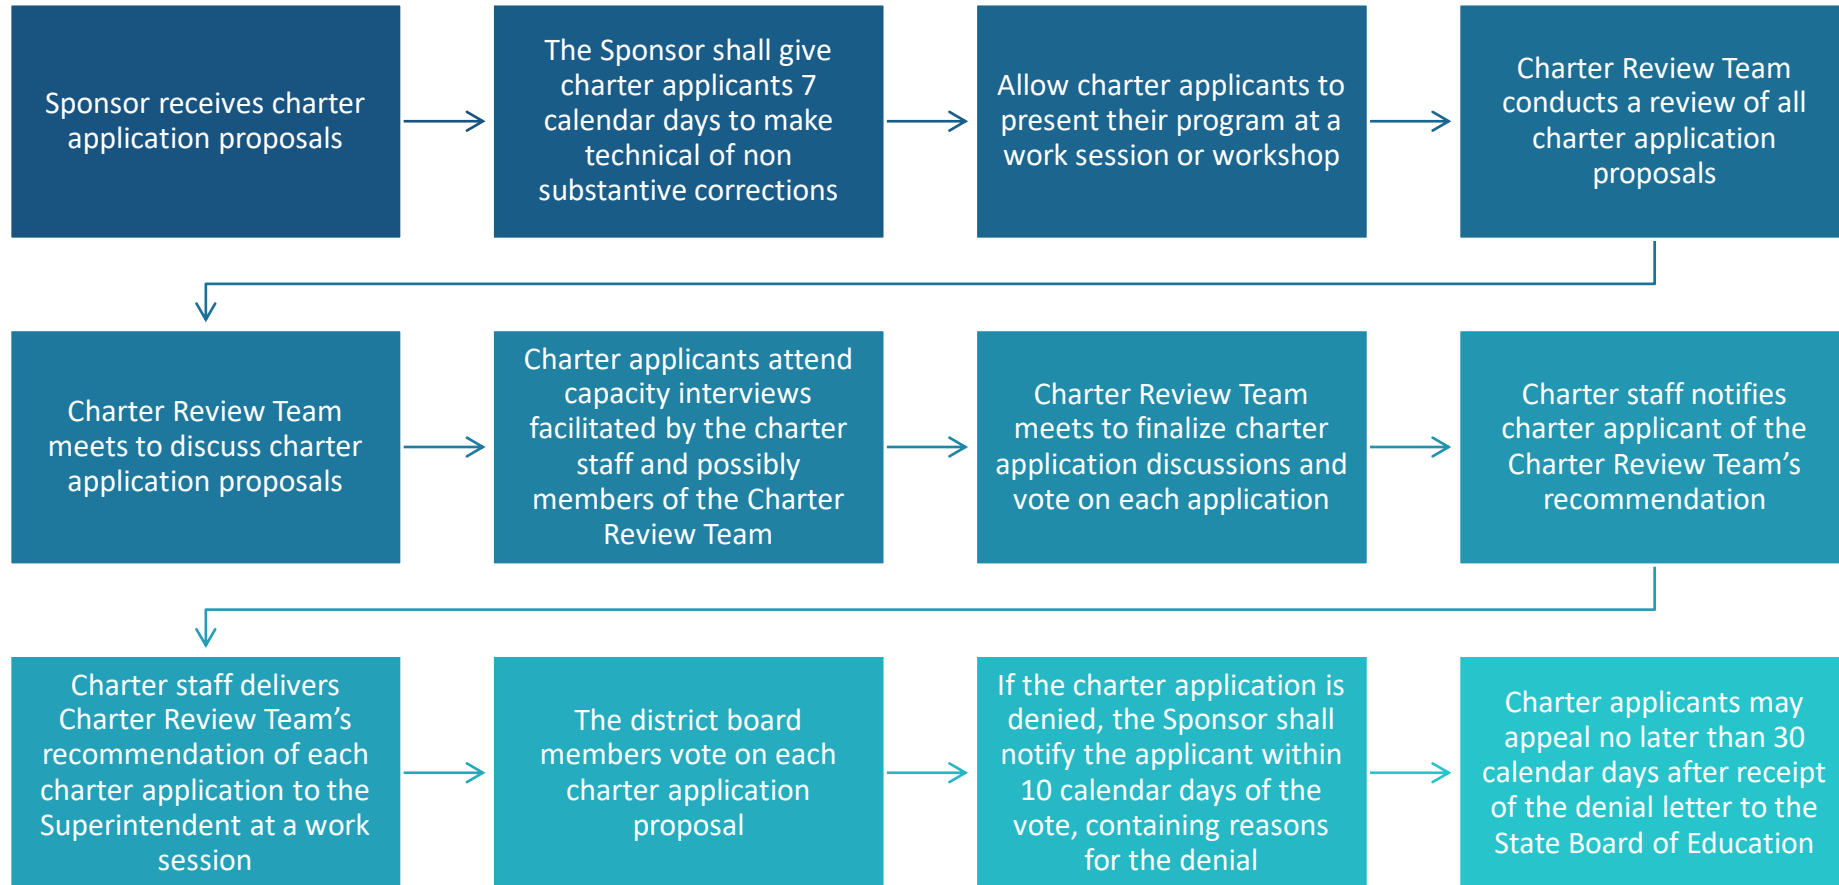 Sponsor receives charter
application proposals
The Sponsor shall give
charter applicants 7
calendar days to make
technical of non
substantive corrections
Allow charter applicants to
present their program at a
work session or workshop
Charter Review Team
conducts a review of all
charter application
proposals
Charter Review Team
meets to discuss charter
application proposals
Charter applicants attend
capacity interviews
facilitated by the charter
staff and possibly
members of the Charter
Review Team
Charter Review Team
meets to finalize charter
application discussions and
vote on each application
Charter staff notifies
charter applicant of the
Charter Review Team’s
recommendation
Charter staff delivers
Charter Review Team’s
recommendation of each
charter application to the
Superintendent at a work
session
The district board
members vote on each
charter application
proposal
If the charter application is
denied, the Sponsor shall
notify the applicant within
10 calendar days of the
vote, containing reasons
for the denial
Charter applicants may
appeal no later than 30
calendar days after receipt
of the denial letter to the
State Board of Education